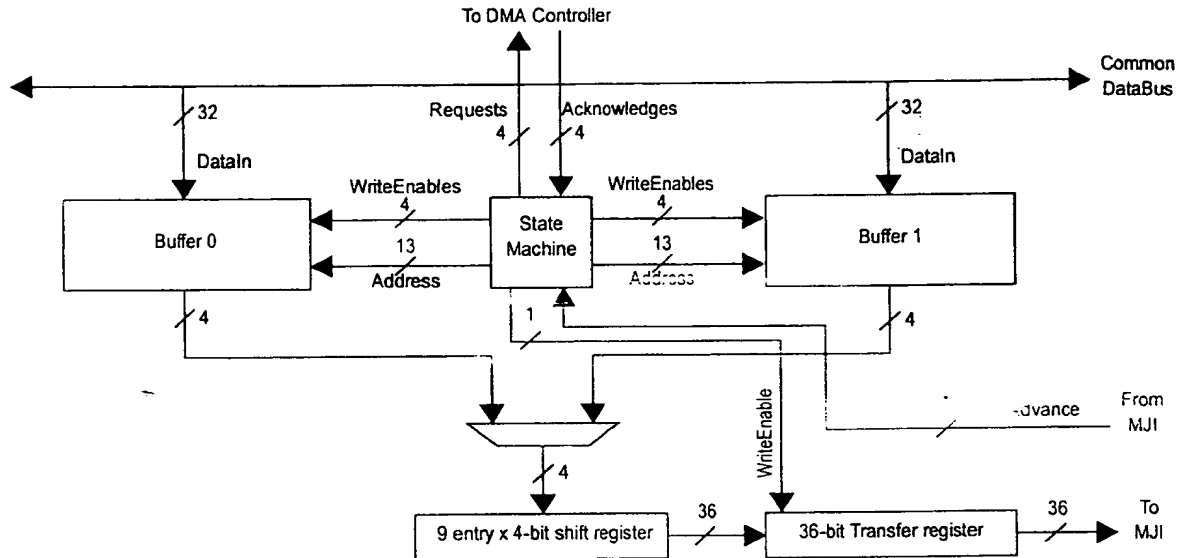 To DMA Controller
Common
DataBus
32
Requests
4
Acknowledges
4
32
DataIn
DataIn
WriteEnables
4
WriteEnables
4
Buffer 0
State
Machine
Buffer 1
13
Address
13
Address
4
1
4
WriteEnable
From
MJI
4
9 entry x 4-bit shift register
36
36-bit Transfer register
36
To
MJI